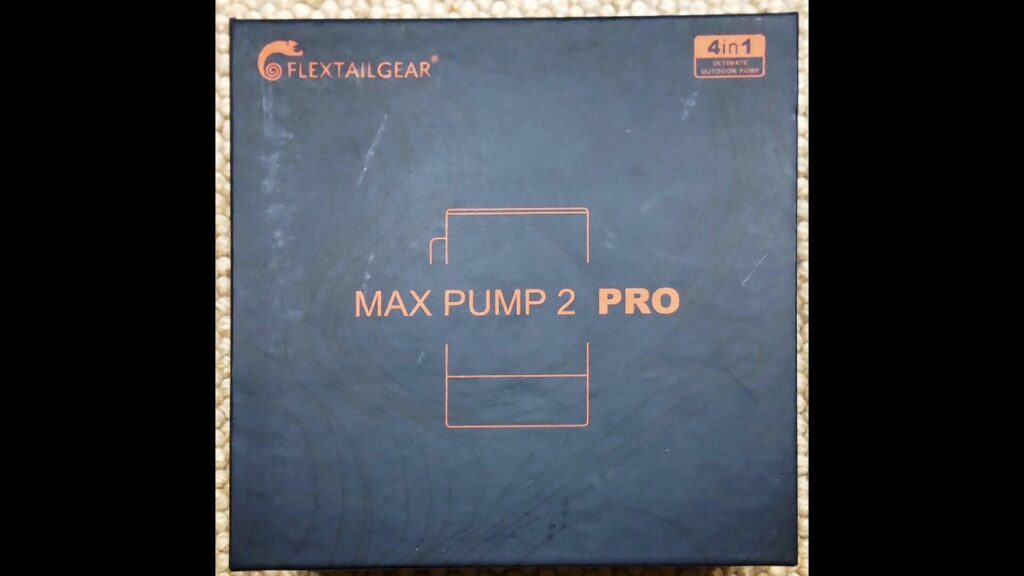 FLEXTAILGEAR®
4in1
ULTIMATE
OUTDOOR PUMP
MAX PUMP 2 PRO